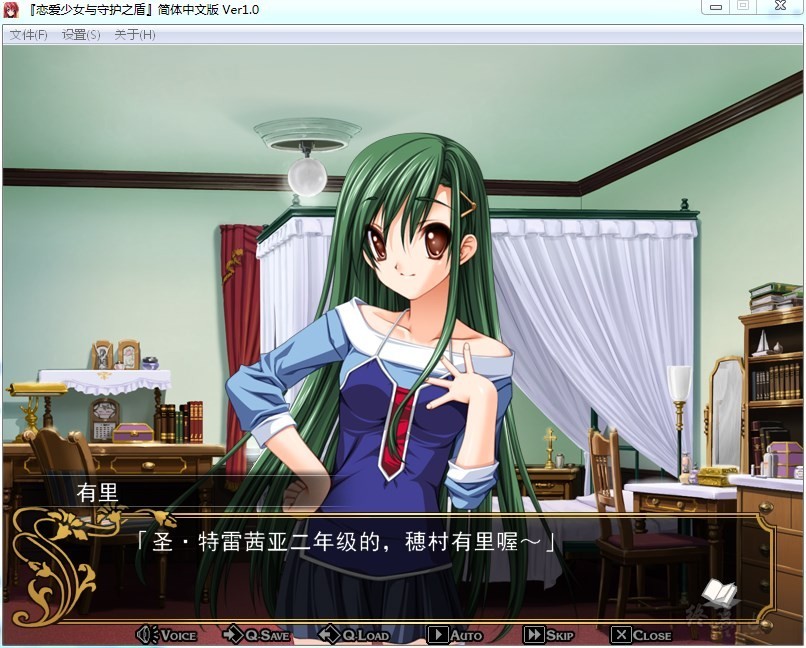 『恋爱少女与守护之盾』简体中文版 Ver1.0
文件(F) 设置(S) 关于(H)
有里
「圣·特雷茜亚二年级的，穂村有里喔～」
VOICE Q.SAVE Q.LOAD AUTO SKIP CLOSE